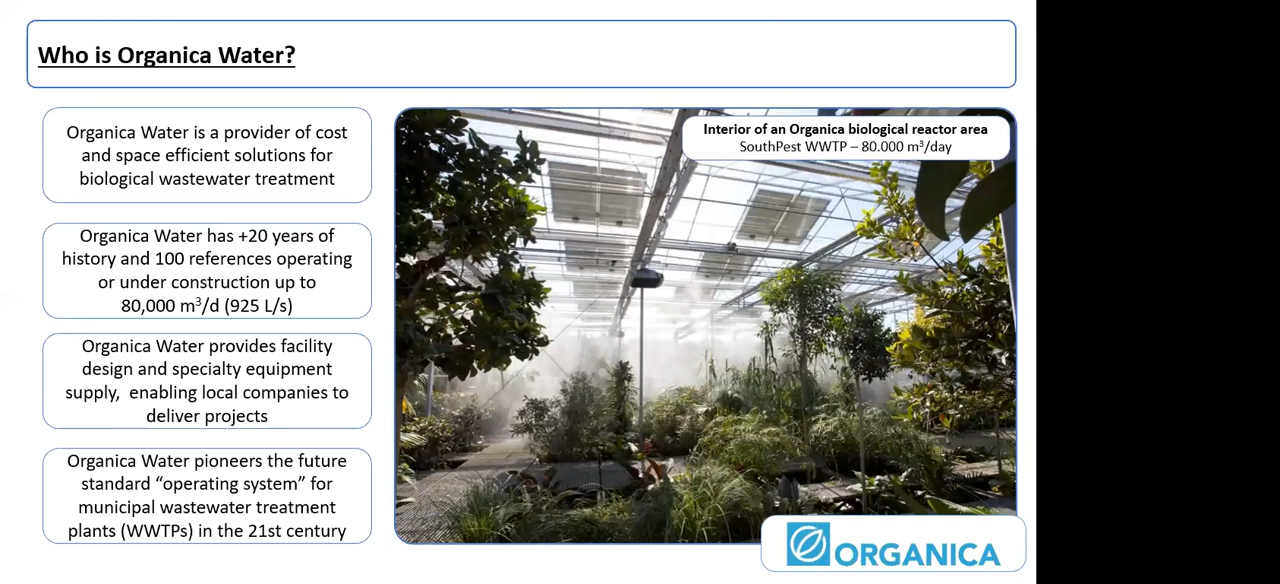 Who is Organica Water?
Organica Water is a provider of cost
and space efficient solutions for
biological wastewater treatment
Organica Water has +20 years of
history and 100 references operating
or under construction up to
80,000 m³/d (925 L/s)
Organica Water provides facility
design and specialty equipment
supply,  enabling local companies to
deliver projects
Organica Water pioneers the future
standard “operating system” for
municipal wastewater treatment
plants (WWTPs) in the 21st century
Interior of an Organica biological reactor area
SouthPest WWTP – 80.000 m³/day
ORGANICA